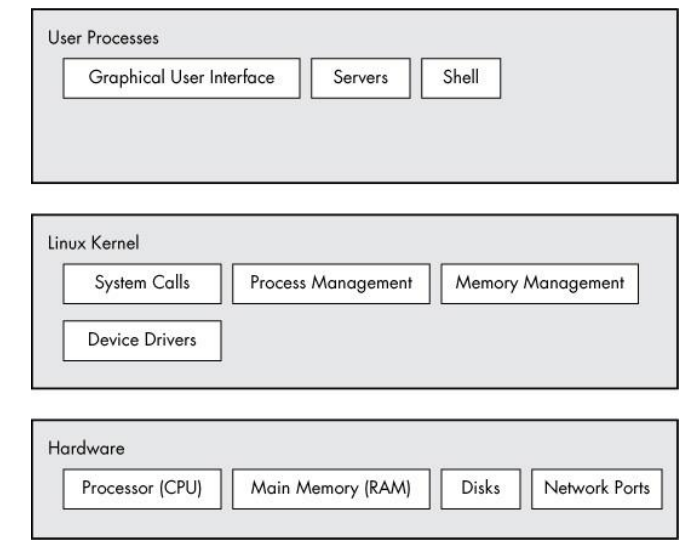 User Processes
Graphical User Interface Servers Shell
Linux Kernel
System Calls Process Management Memory Management
Device Drivers
Hardware
Processor (CPU) Main Memory (RAM) Disks Network Ports